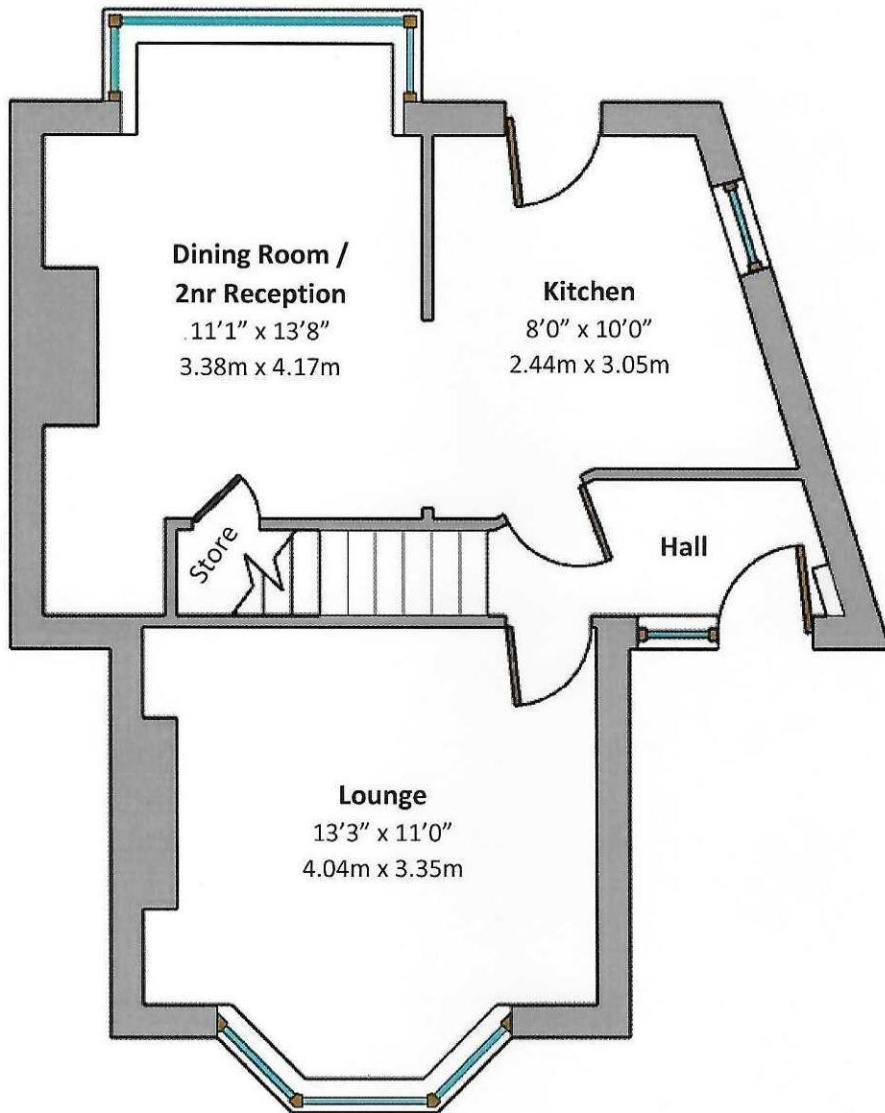 Dining Room /
2nr Reception
11’1” x 13’8”
3.38m x 4.17m
Kitchen
8’0” x 10’0”
2.44m x 3.05m
Store
Hall
Lounge
13’3” x 11’0”
4.04m x 3.35m